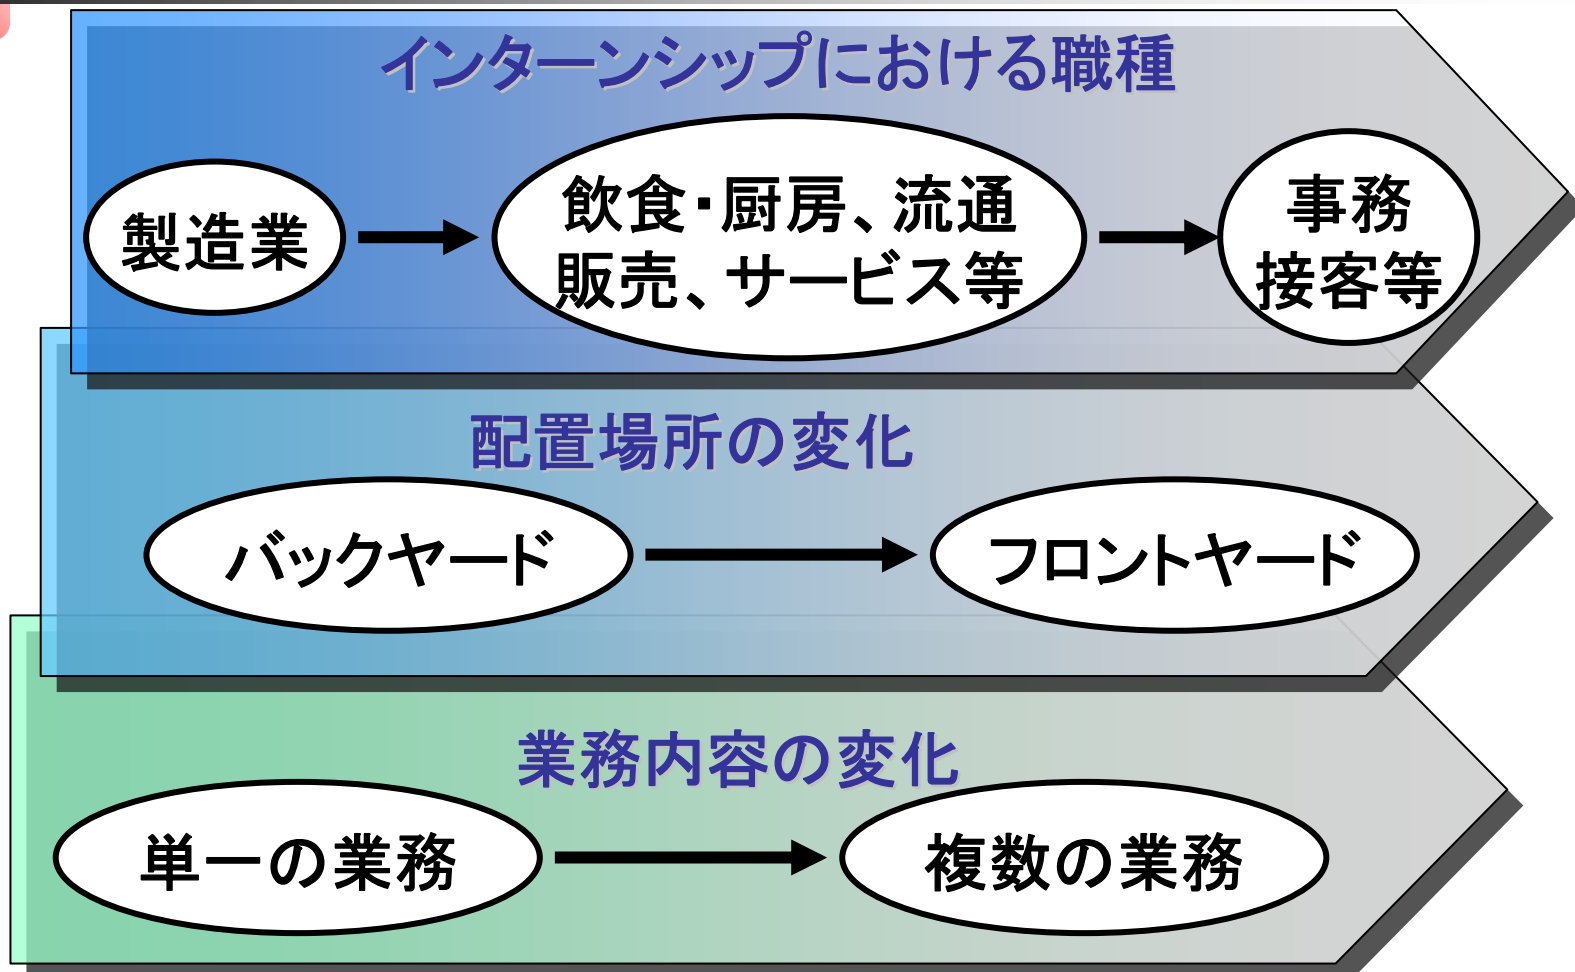 インターンシップにおける職種
製造業
飲食・厨房、流通
販売、サービス等
事務
接客等
配置場所の変化
バックヤード
フロントヤード
業務内容の変化
単一の業務
複数の業務